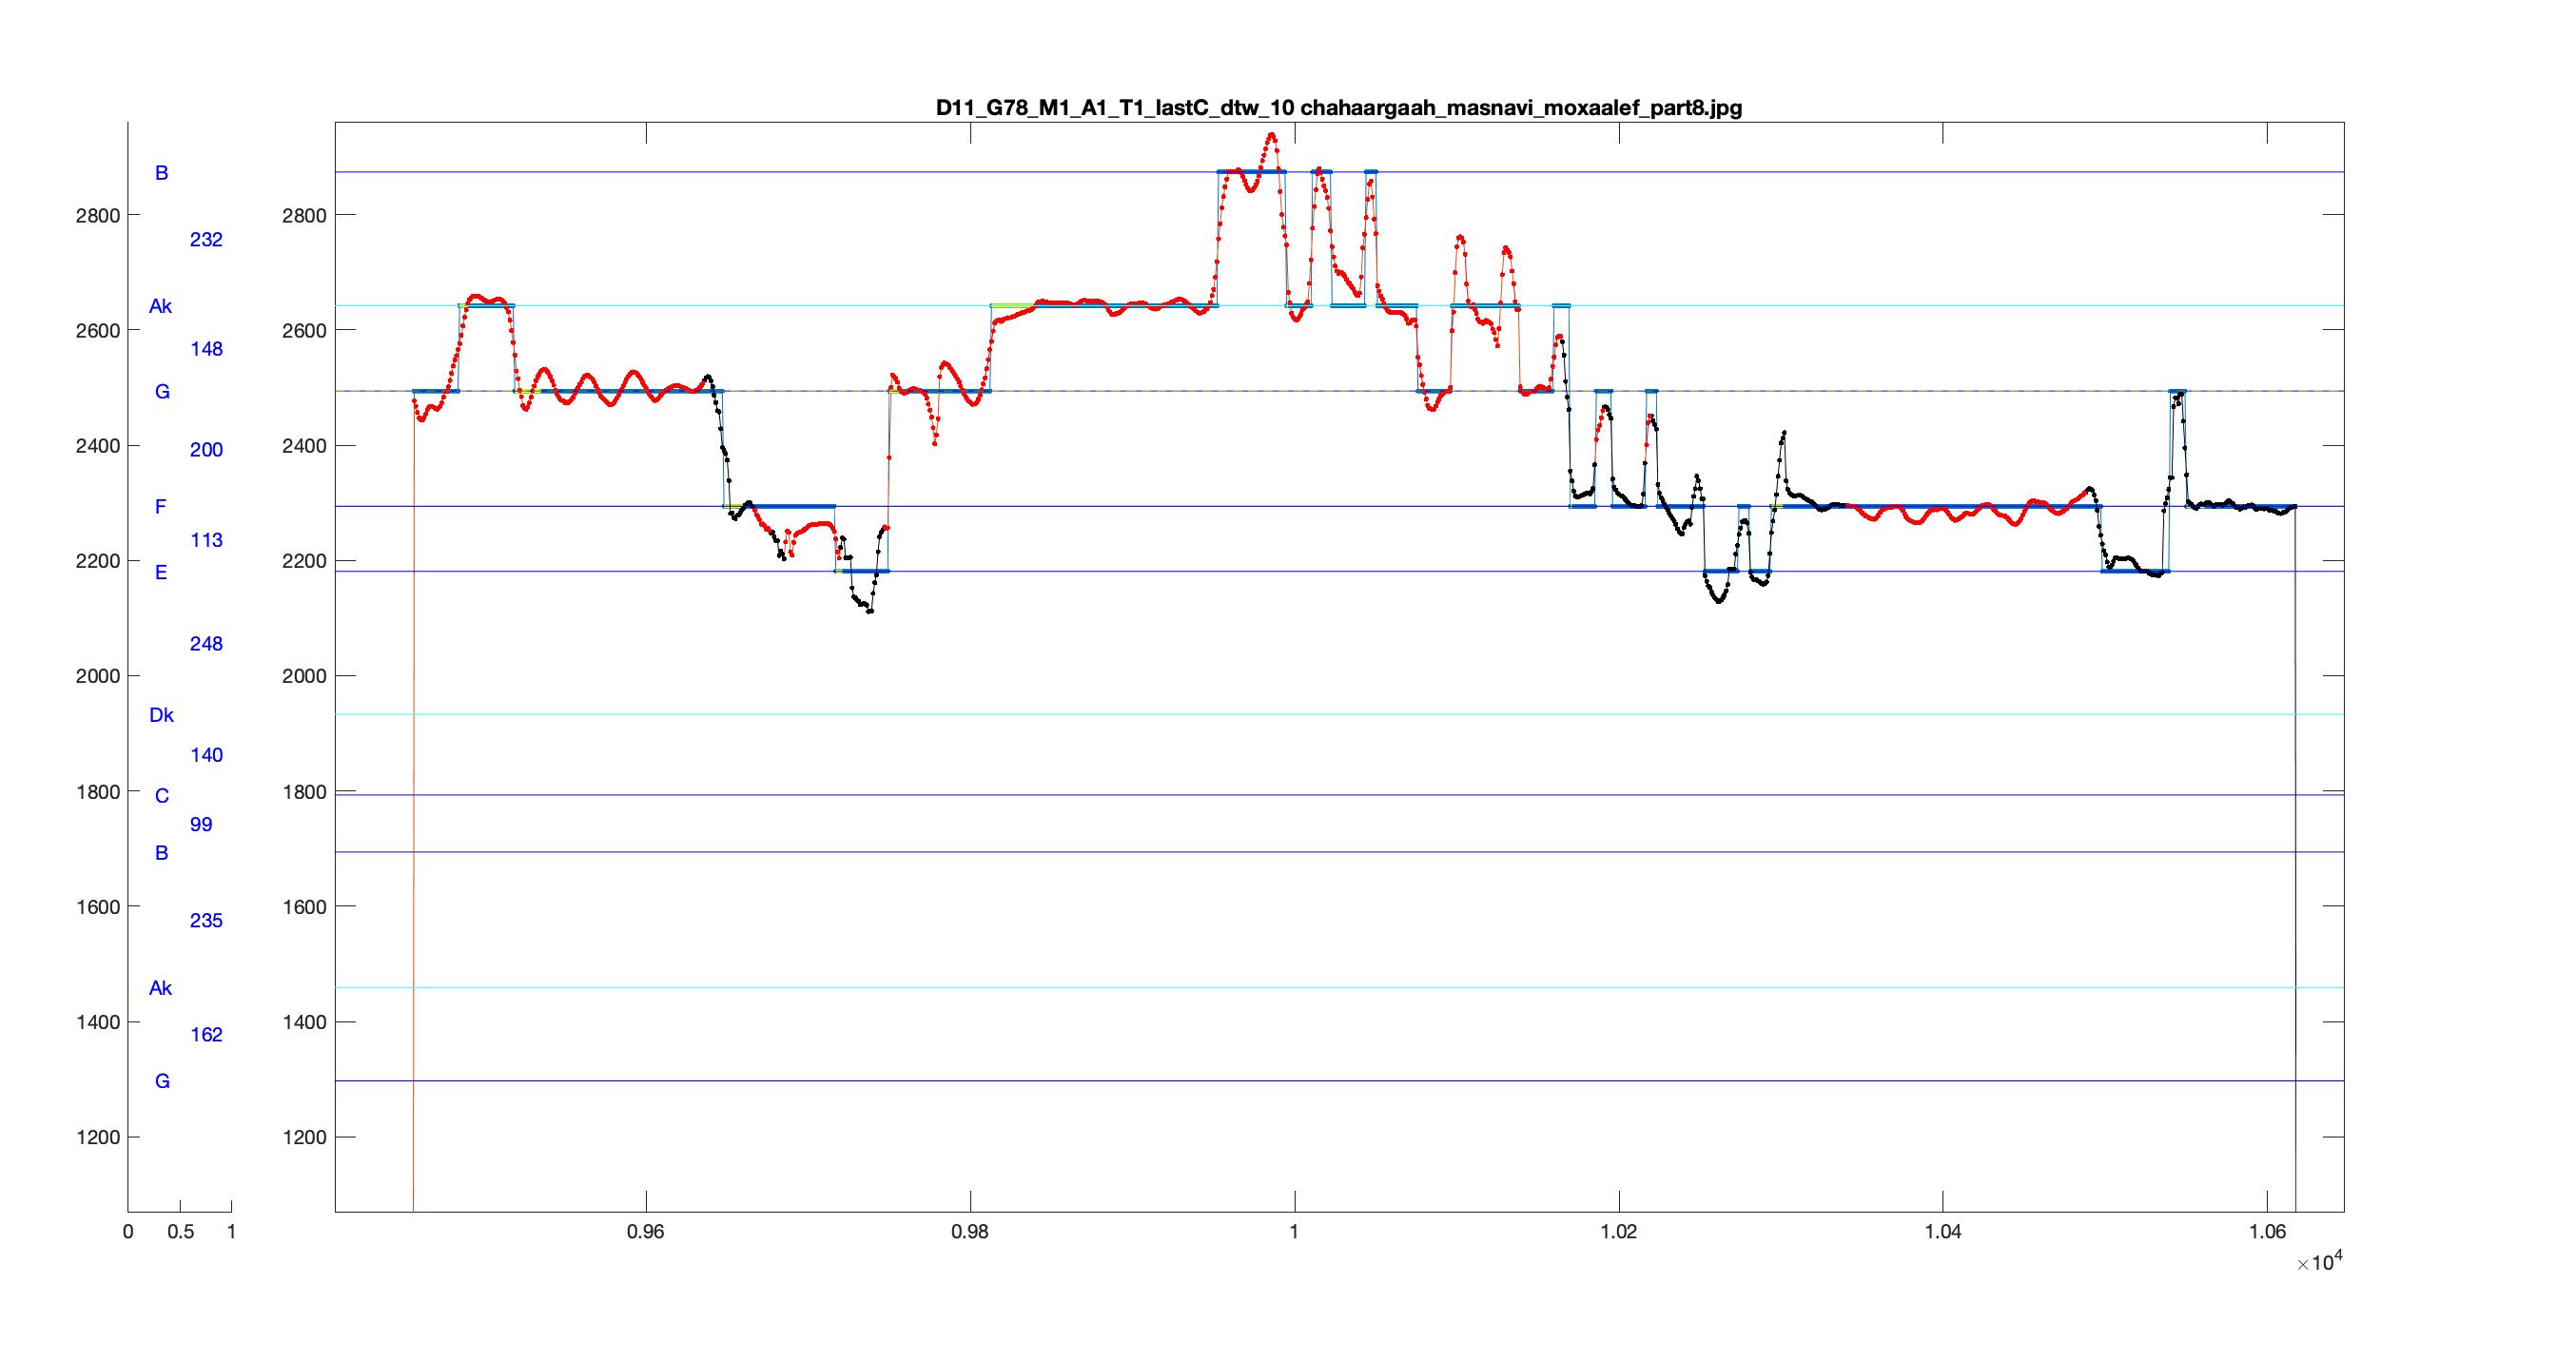 D11_G78_M1_A1_T1_lastC_dtw_10 chahaargaah_masnavi_moxaalef_part8.jpg
B
2800 2800
232
Ak
2600 2600
148
G
2400 2400
200
F
113
2200 2200
E
248
2000 2000
Dk
140
1800 C 1800
99
B
1600 1600
235
Ak
1400 1400
162
G
1200 1200
0 0.5 1 0.96 0.98 1 1.02 1.04 1.06
×10^4